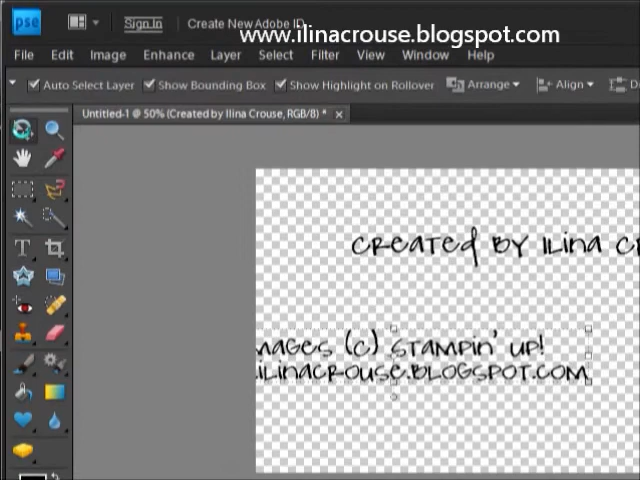 pse
Sign In
Create New Adobe ID
www.ilinacrouse.blogspot.com
File Edit Image Enhance Layer Select Filter View Window Help
Auto Select Layer Show Bounding Box Show Highlight on Rollover Arrange Align
Untitled-1 @ 50% (Created by Ilina Crouse, RGB/8) *
T
CREATED BY ILINA
MAGES (C) STAMPIN' UP!
.ILINACROUSE.BLOGSPOT.COM